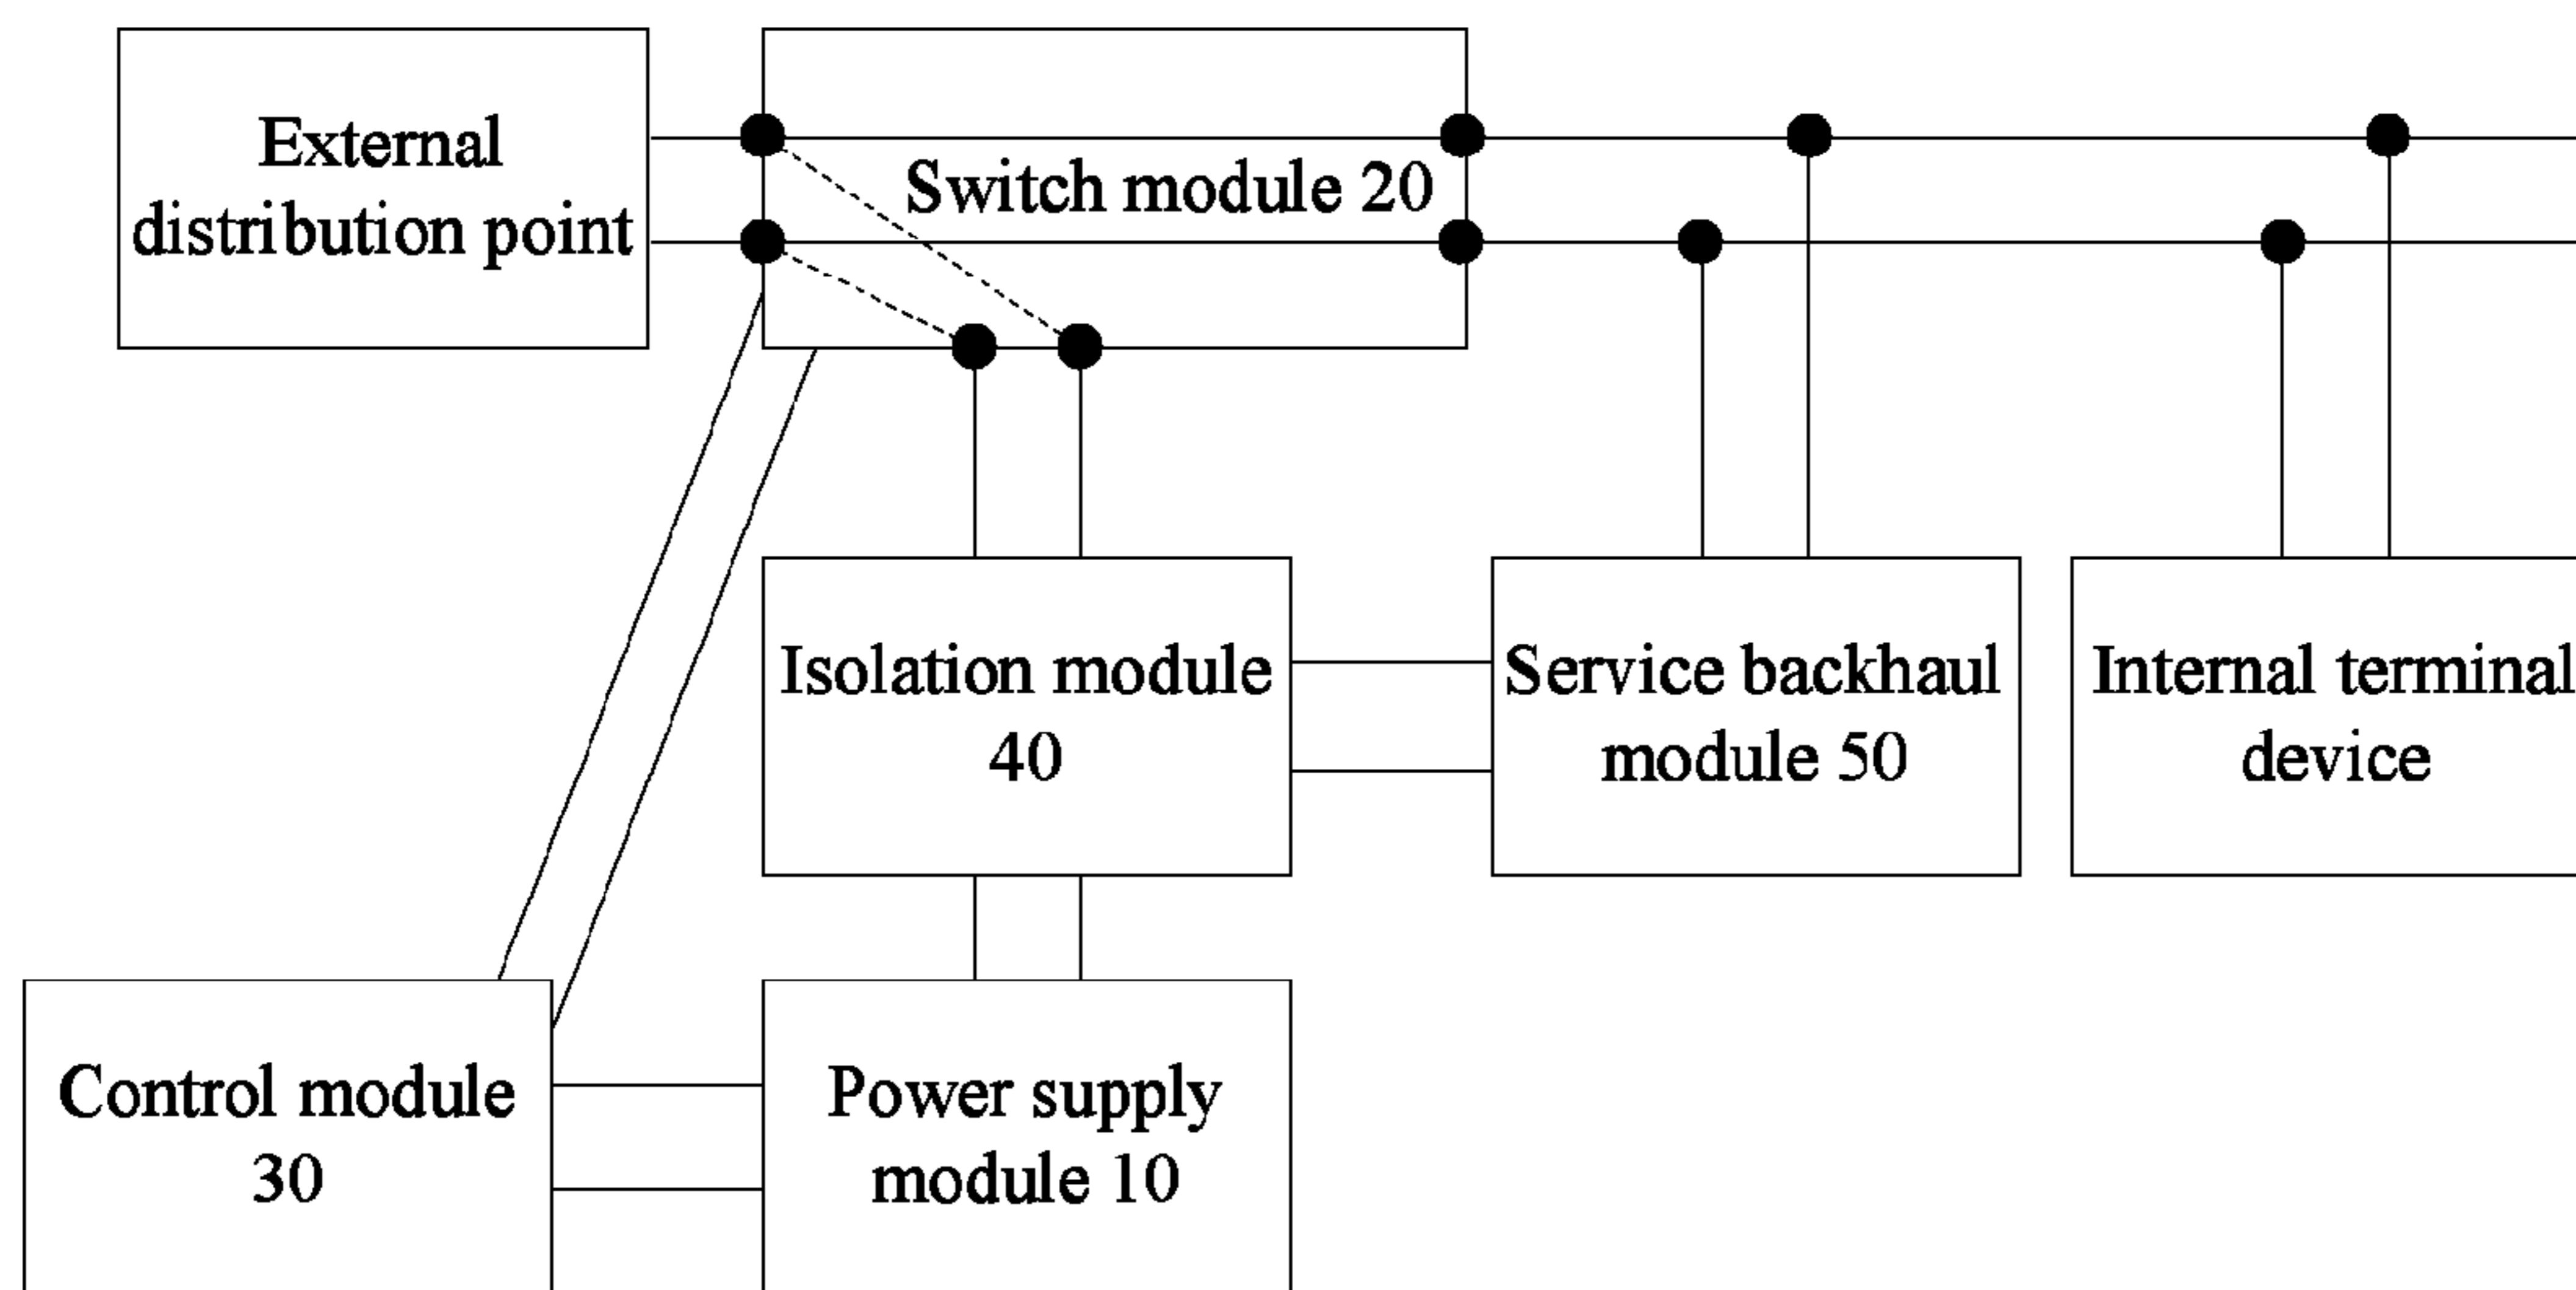 External
distribution point
Switch module 20
Isolation module
40
Service backhaul
module 50
Internal terminal
device
Control module
30
Power supply
module 10